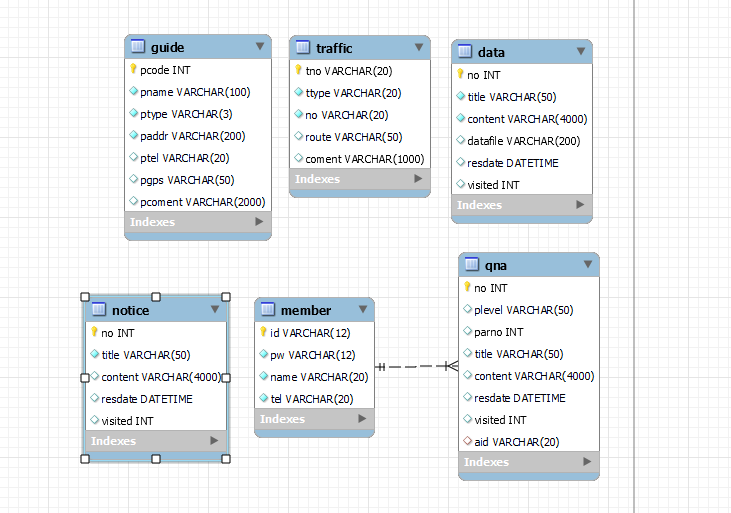 guide
pcode INT
pname VARCHAR(100)
ptype VARCHAR(3)
paddr VARCHAR(200)
ptel VARCHAR(20)
pgps VARCHAR(50)
pcoment VARCHAR(2000)
Indexes
traffic
tno VARCHAR(20)
ttype VARCHAR(20)
no VARCHAR(20)
route VARCHAR(50)
coment VARCHAR(1000)
Indexes
data
no INT
title VARCHAR(50)
content VARCHAR(4000)
datafile VARCHAR(200)
resdate DATETIME
visited INT
Indexes
notice
no INT
title VARCHAR(50)
content VARCHAR(4000)
resdate DATETIME
visited INT
Indexes
member
id VARCHAR(12)
pw VARCHAR(12)
name VARCHAR(20)
tel VARCHAR(20)
Indexes
qna
no INT
plevel VARCHAR(50)
parno INT
title VARCHAR(50)
content VARCHAR(4000)
resdate DATETIME
visited INT
aid VARCHAR(20)
Indexes